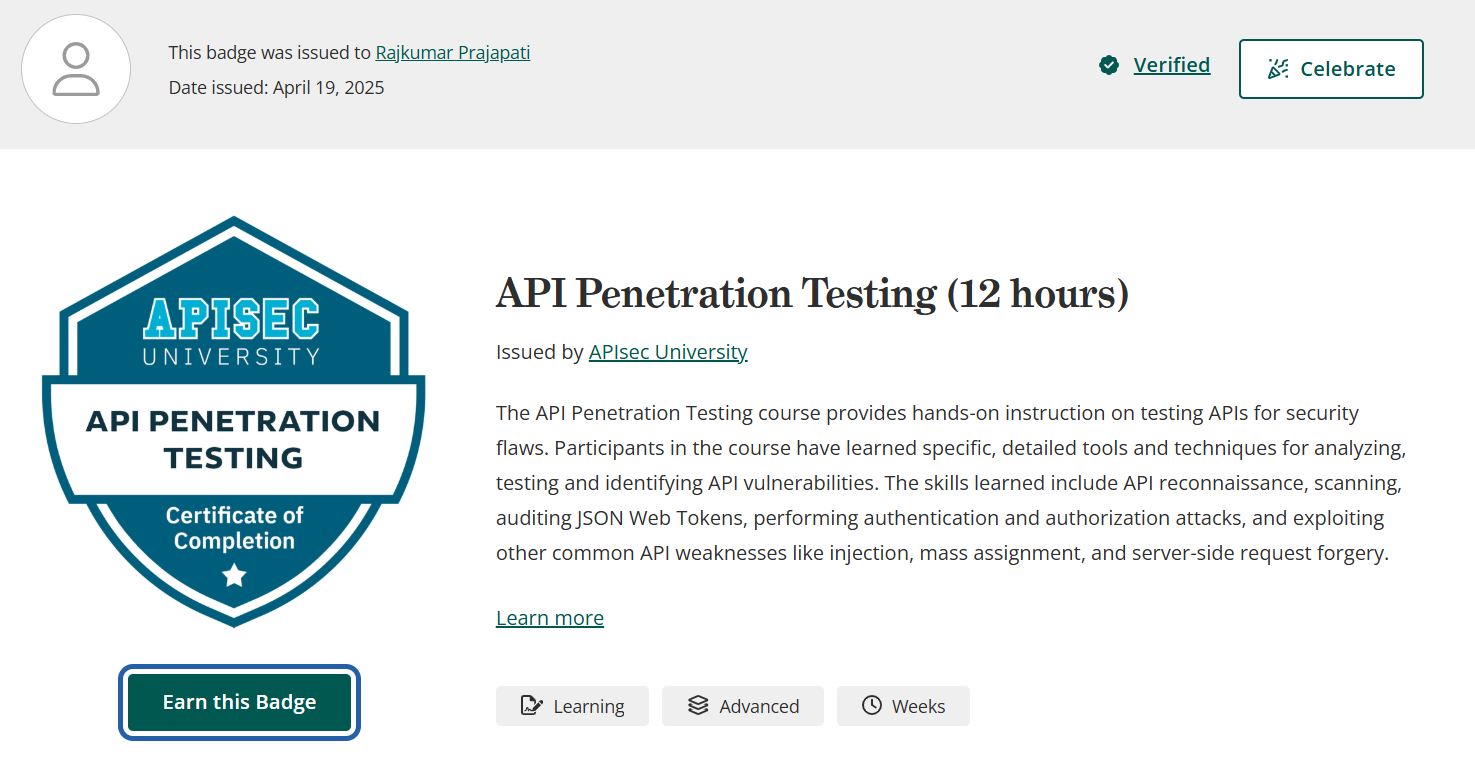 This badge was issued to Rajkumar Prajapati
Date issued: April 19, 2025
Verified
Celebrate
APISEC
UNIVERSITY
API PENETRATION
TESTING
Certificate of
Completion
Earn this Badge
API Penetration Testing (12 hours)
Issued by APIsec University
The API Penetration Testing course provides hands-on instruction on testing APIs for security
flaws. Participants in the course have learned specific, detailed tools and techniques for analyzing,
testing and identifying API vulnerabilities. The skills learned include API reconnaissance, scanning,
auditing JSON Web Tokens, performing authentication and authorization attacks, and exploiting
other common API weaknesses like injection, mass assignment, and server-side request forgery.
Learn more
Learning
Advanced
Weeks